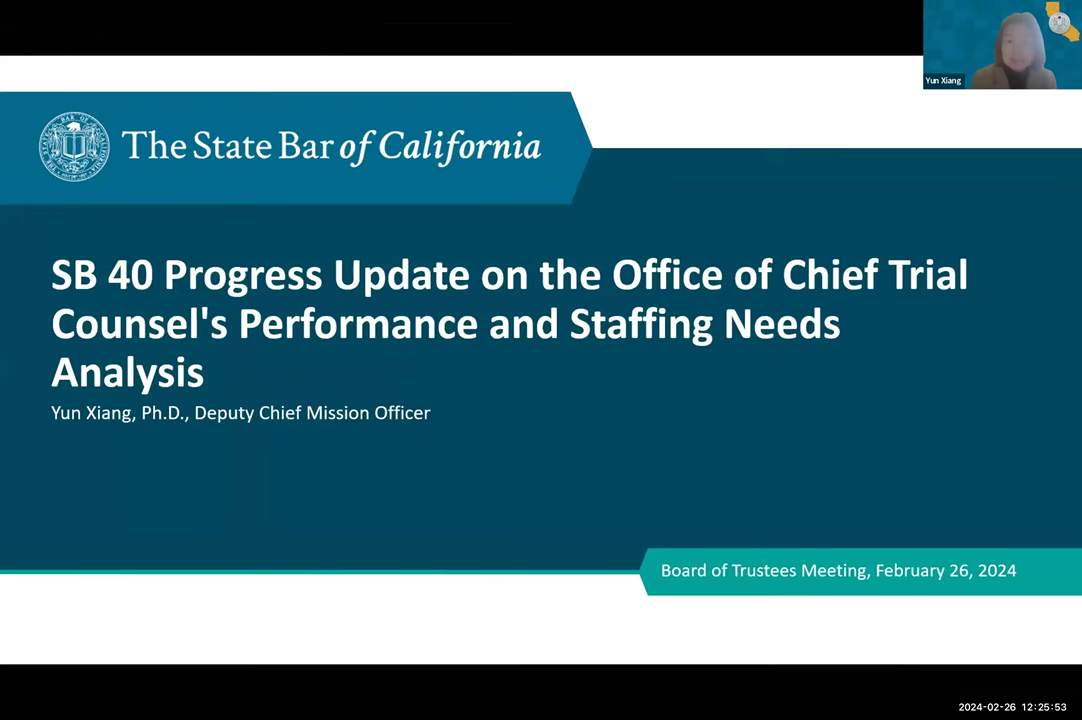 Yun Xiang
The State Bar of California
SB 40 Progress Update on the Office of Chief Trial
Counsel's Performance and Staffing Needs
Analysis
Yun Xiang, Ph.D., Deputy Chief Mission Officer
Board of Trustees Meeting, February 26, 2024
2024-02-26 12:25:53